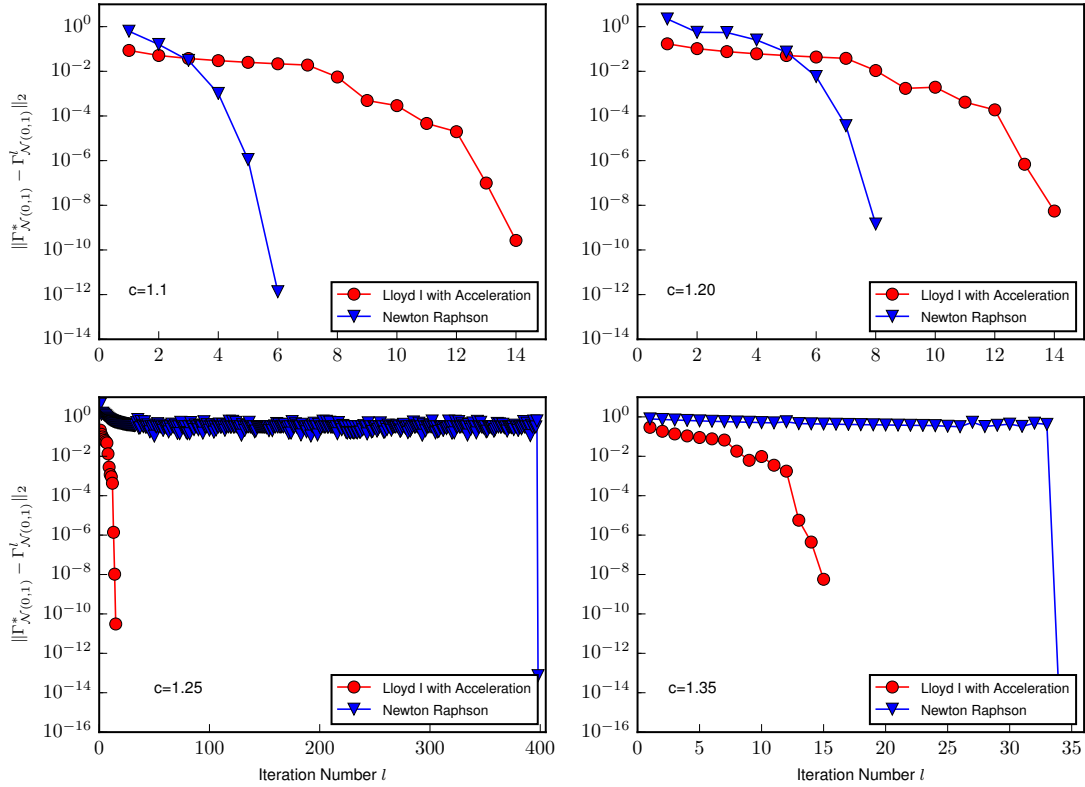 ||Γ*_{𝒩(0,1)} − Γ^l_{𝒩(0,1)}||_2
10^0
10^{-2}
10^{-4}
10^{-6}
10^{-8}
10^{-10}
10^{-12}
10^{-14}
c=1.1
Lloyd I with Acceleration
Newton Raphson
0 2 4 6 8 10 12 14
10^0
10^{-2}
10^{-4}
10^{-6}
10^{-8}
10^{-10}
10^{-12}
10^{-14}
c=1.20
Lloyd I with Acceleration
Newton Raphson
0 2 4 6 8 10 12 14
||Γ*_{𝒩(0,1)} − Γ^l_{𝒩(0,1)}||_2
10^0
10^{-2}
10^{-4}
10^{-6}
10^{-8}
10^{-10}
10^{-12}
10^{-14}
10^{-16}
c=1.25
Lloyd I with Acceleration
Newton Raphson
0 100 200 300 400
Iteration Number l
10^0
10^{-2}
10^{-4}
10^{-6}
10^{-8}
10^{-10}
10^{-12}
10^{-14}
10^{-16}
c=1.35
Lloyd I with Acceleration
Newton Raphson
0 5 10 15 20 25 30 35
Iteration Number l